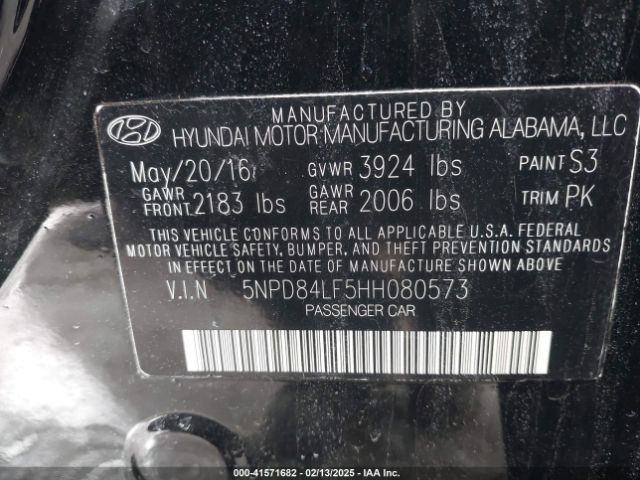 MANUFACTURED BY
HYUNDAI MOTOR MANUFACTURING ALABAMA, LLC
May/20/16 GVWR 3924 lbs PAINT S3
GAWR FRONT 2183 lbs GAWR REAR 2006 lbs TRIM PK
THIS VEHICLE CONFORMS TO ALL APPLICABLE U.S.A. FEDERAL
MOTOR VEHICLE SAFETY, BUMPER, AND THEFT PREVENTION STANDARDS
IN EFFECT ON THE DATE OF MANUFACTURE SHOWN ABOVE
V.I.N 5NPD84LF5HH080573
PASSENGER CAR
000-41571682 - 02/13/2025 - IAA Inc.